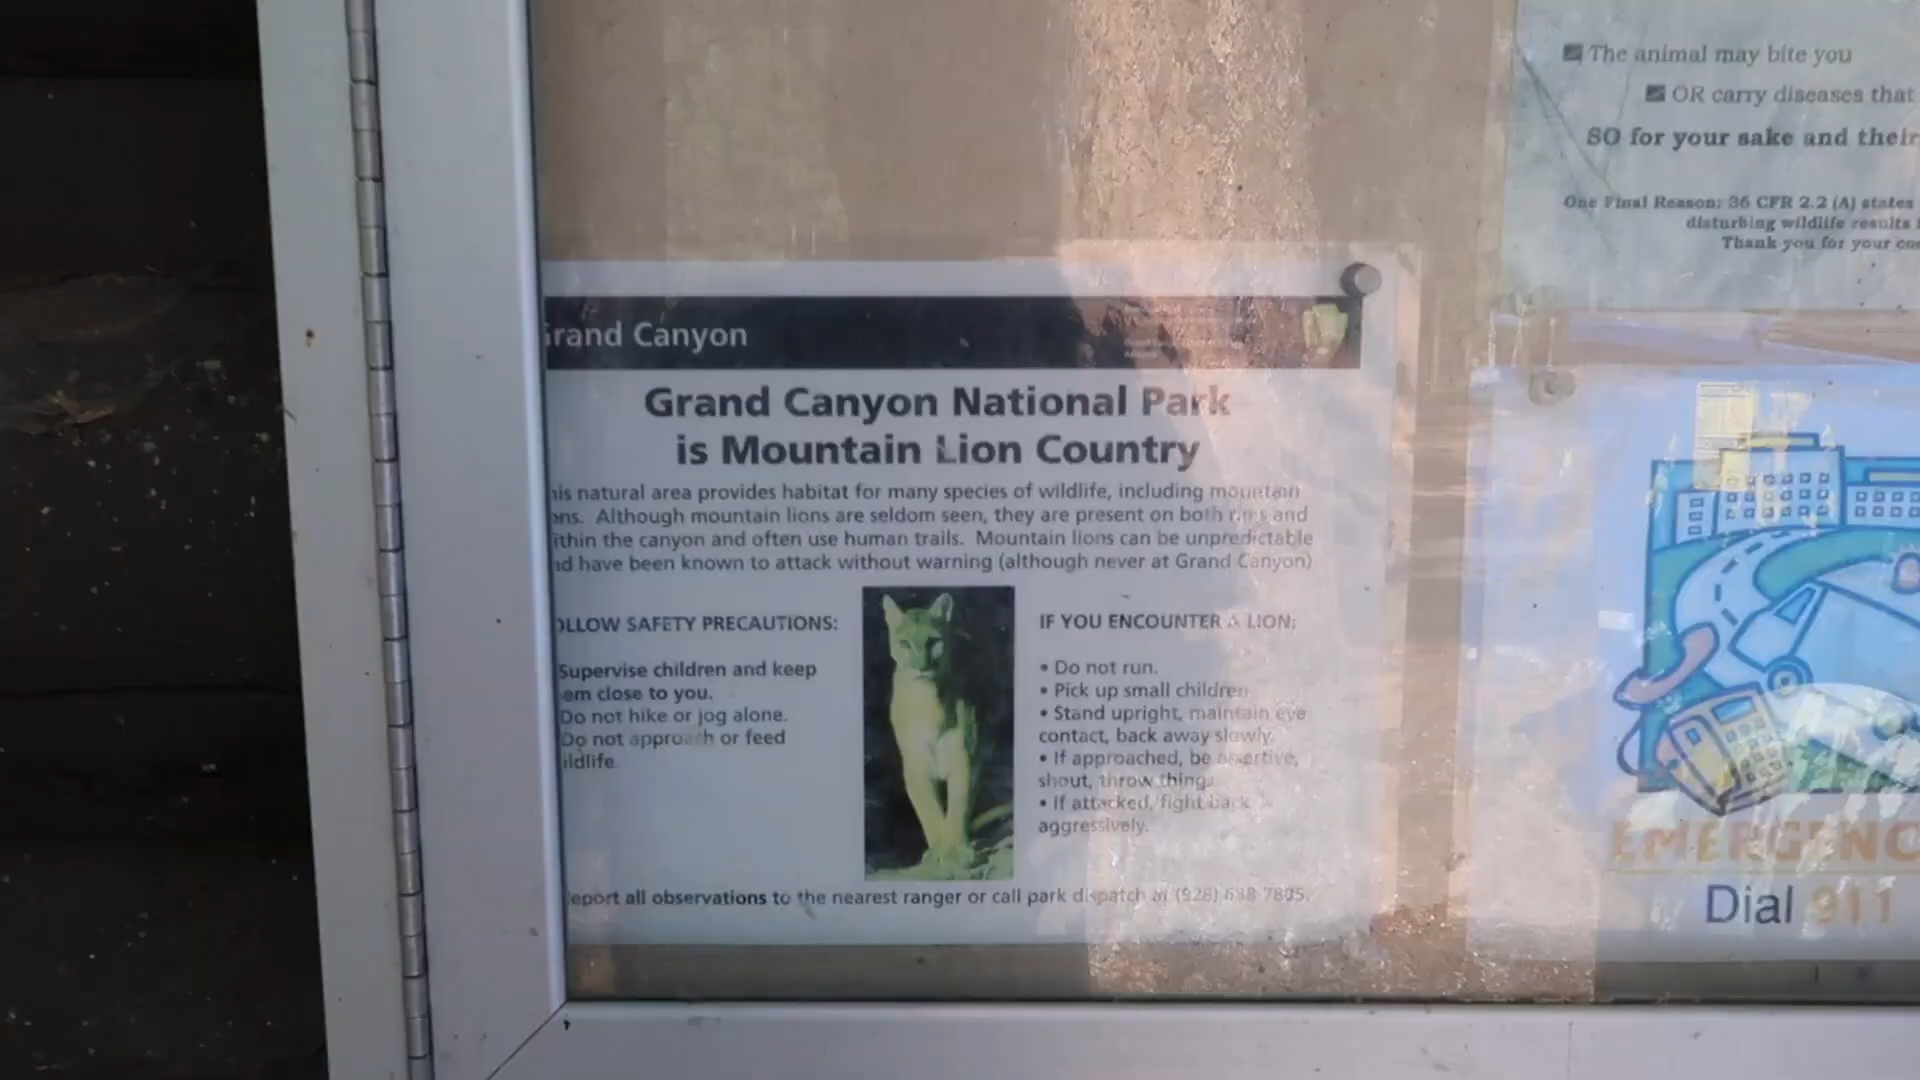 The animal may bite you
OR carry diseases that
SO for your sake and their
One Final Reason: 36 CFR 2.2 (A) states
disturbing wildlife results
Thank you for your
Grand Canyon
Grand Canyon National Park
is Mountain Lion Country
natural area provides habitat for many species of wildlife, including mountain
Although mountain lions are seldom seen, they are present on both rims and
within the canyon and often use human trails. Mountain lions can be unpredictable
have been known to attack without warning (although never at Grand Canyon)
OLLOW SAFETY PRECAUTIONS:
Supervise children and keep
em close to you.
Do not hike or jog alone.
Do not approach or feed
ildlife.
IF YOU ENCOUNTER A LION:
• Do not run.
• Pick up small children
• Stand upright, maintain eye
contact, back away slowly.
• If approached, be assertive,
shout, throw things
• If attacked, fight back
aggressively.
eport all observations to the nearest ranger or call park dispatch at (928) 638-7805.
EMERGENC
Dial 911